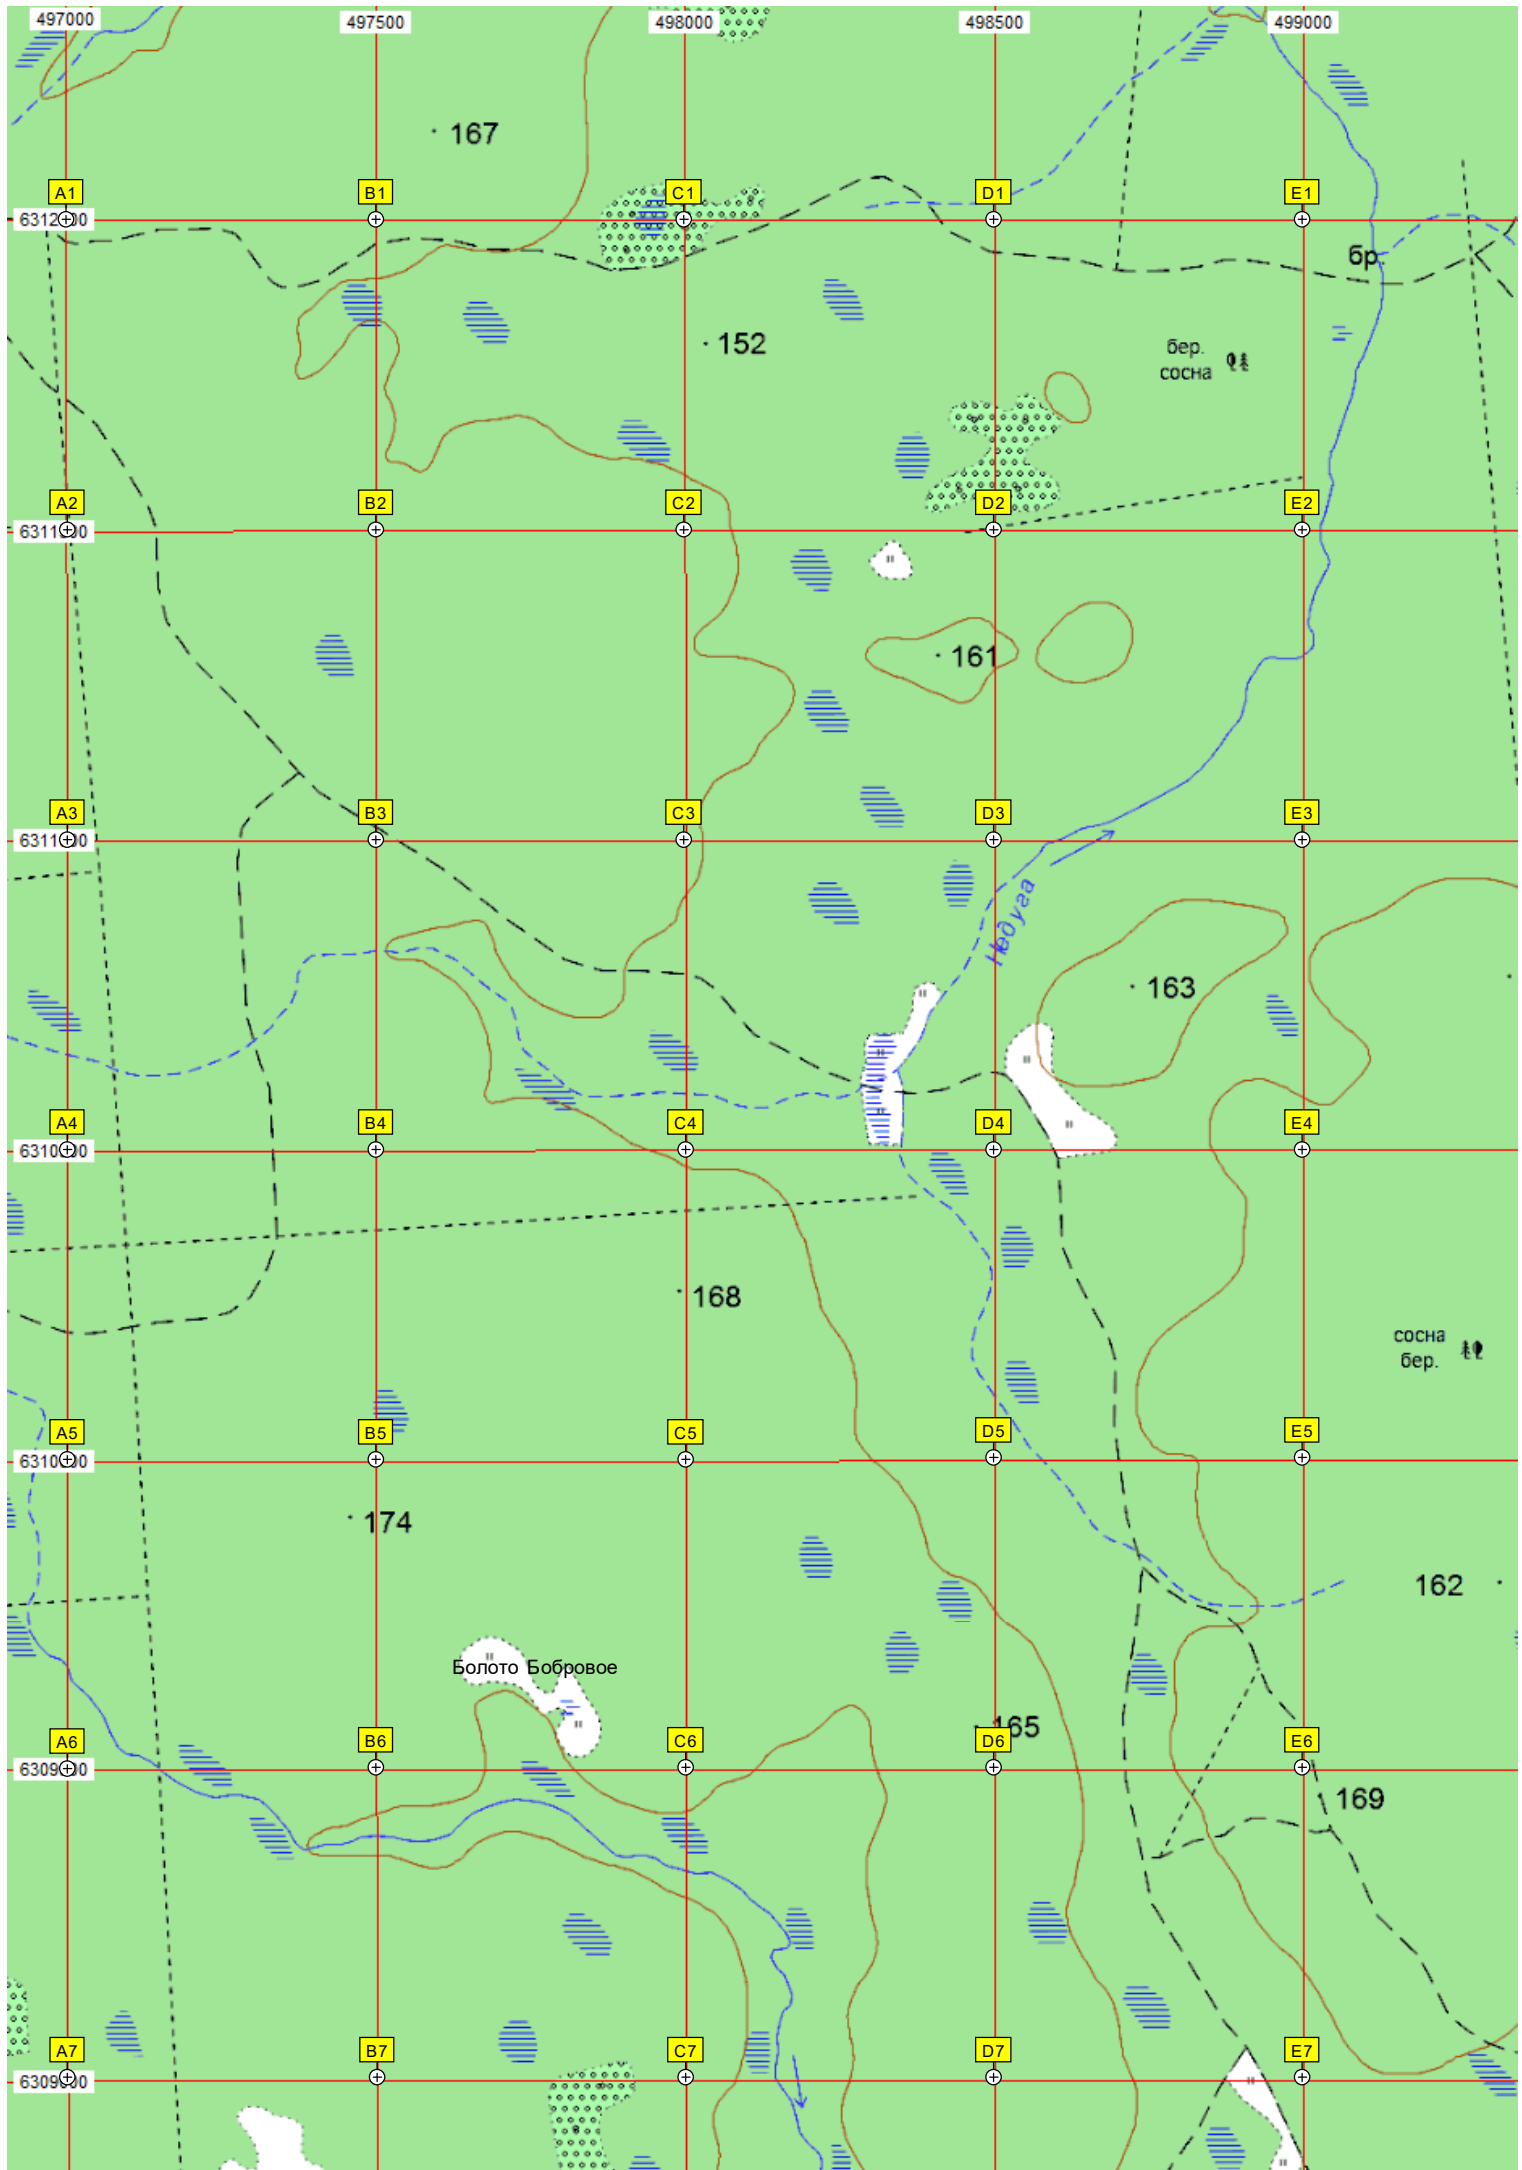 497000 497500 498000 498500 499000
167
A1 B1 C1 D1 E1
бр.
152
бер.
сосна
A2 B2 C2 D2 E2
161
A3 B3 C3 D3 E3
Недуга
163
A4 B4 C4 D4 E4
168
сосна
бер.
A5 B5 C5 D5 E5
174
162
Болото Бобровое
165
A6 B6 C6 D6 E6
169
A7 B7 C7 D7 E7